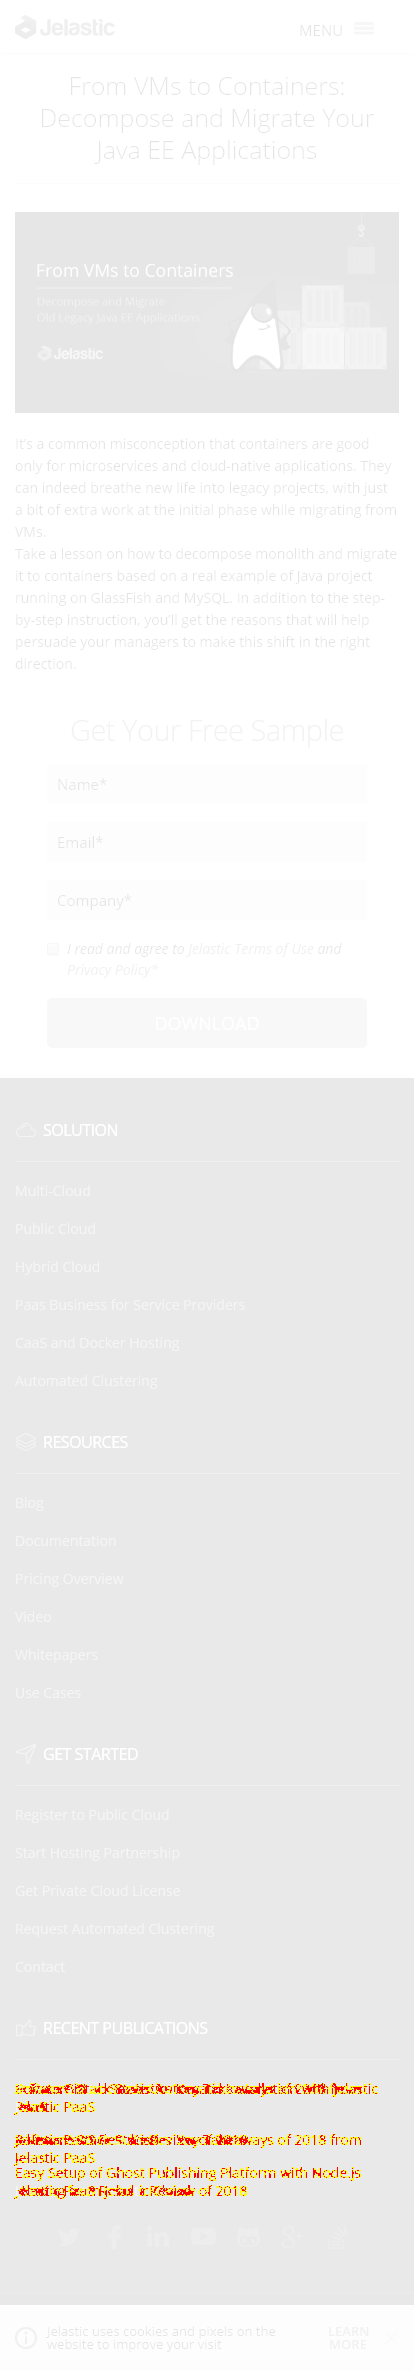 Jelastic
MENU
From VMs to Containers:
Decompose and Migrate Your
Java EE Applications
From VMs to Containers
Decompose and Migrate
Old Legacy Java EE Applications
Jelastic
It's a common misconception that containers are good
only for microservices and cloud-native applications. They
can indeed breathe new life into legacy projects, with just
a bit of extra work at the initial phase while migrating from
VMs.
Take a lesson on how to decompose monolith and migrate
it to containers based on a real example of Java project
running on GlassFish and MySQL. In addition to the step-
by-step instruction, you'll get the reasons that will help
persuade your managers to make this shift in the right
direction.
Get Your Free Sample
Name*
Email*
Company*
I read and agree to Jelastic Terms of Use and
Privacy Policy*
DOWNLOAD
SOLUTION
Multi-Cloud
Public Cloud
Hybrid Cloud
Paas Business for Service Providers
CaaS and Docker Hosting
Automated Clustering
RESOURCES
Blog
Documentation
Pricing Overview
Video
Whitepapers
Use Cases
GET STARTED
Register to Public Cloud
Start Hosting Partnership
Get Private Cloud License
Request Automated Clustering
Contact
RECENT PUBLICATIONS
Jelastic
PaaS
of 2018 from
Jelastic PaaS
Easy Setup of Ghost Publishing Platform with Node.js
of 2018
Jelastic uses cookies and pixels on the
website to improve your visit
LEARN
MORE